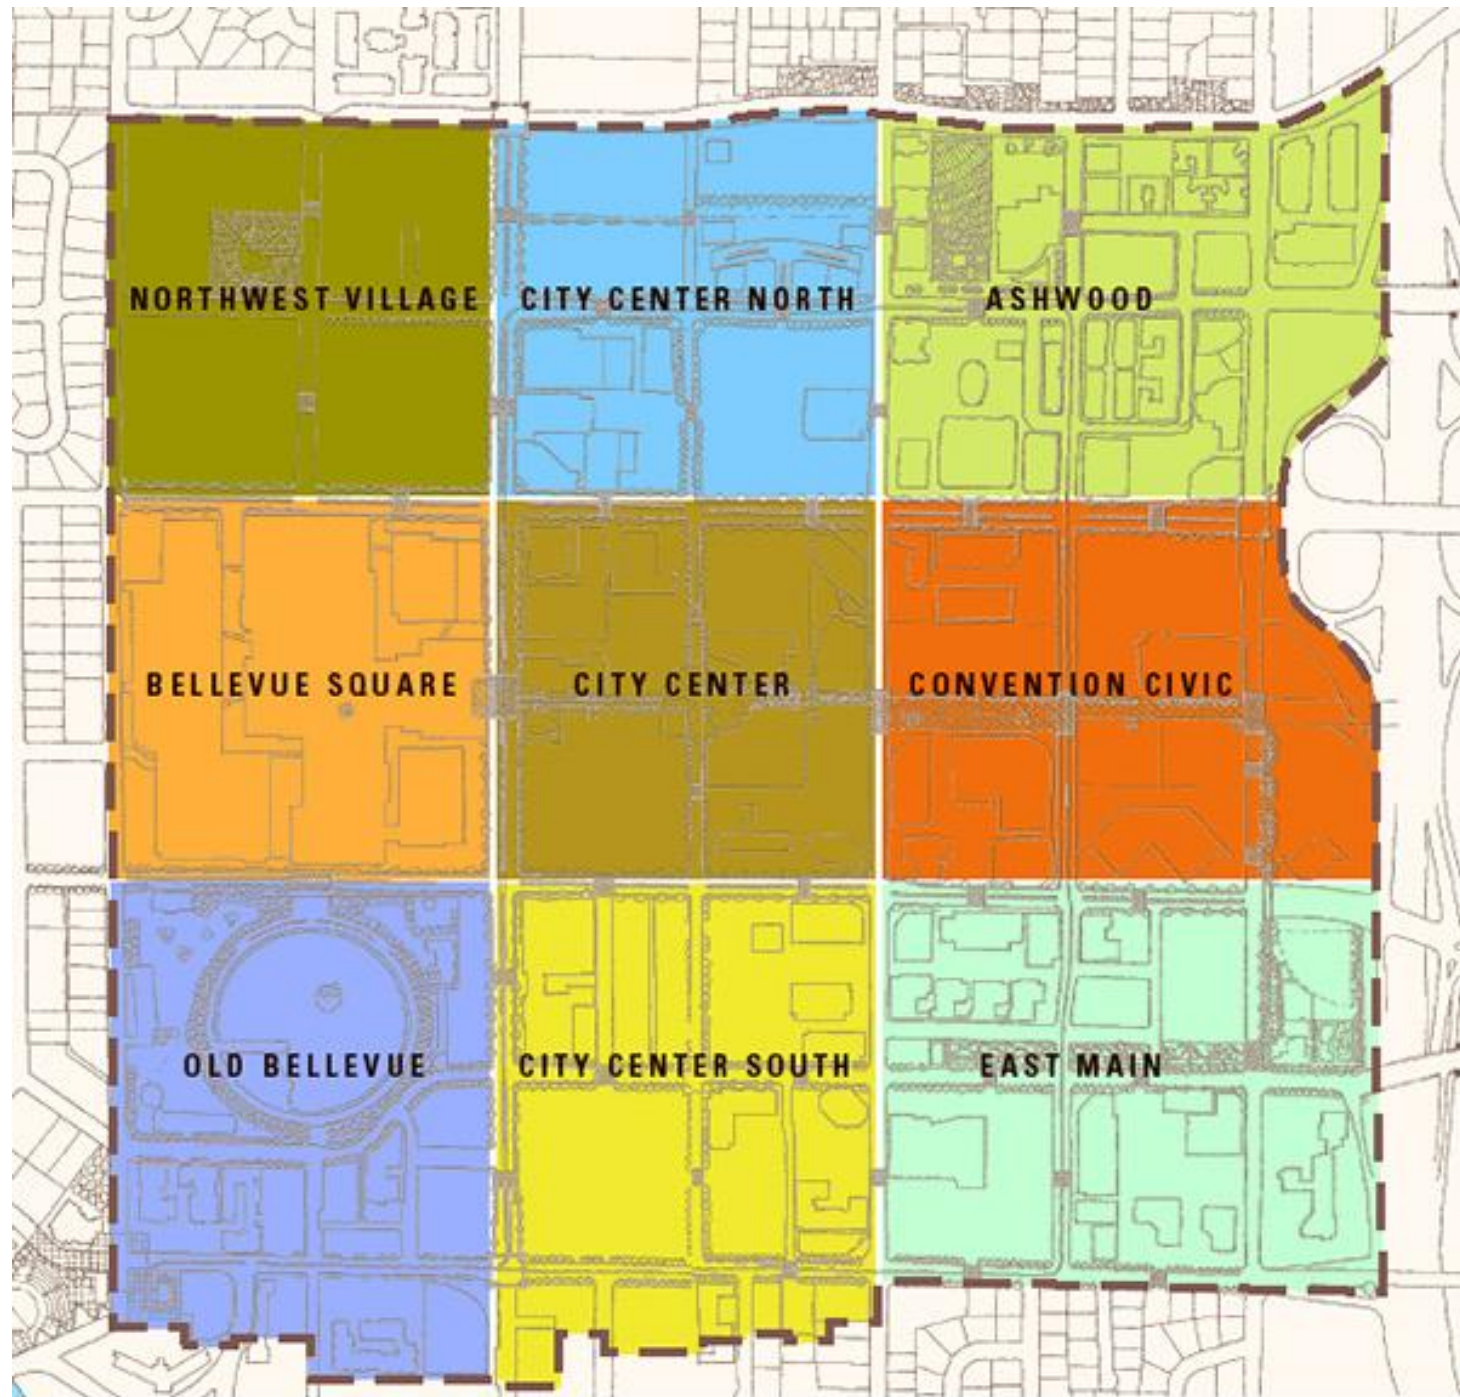 NORTHWEST VILLAGE
CITY CENTER NORTH
ASHWOOD
BELLEVUE SQUARE
CITY CENTER
CONVENTION CIVIC
OLD BELLEVUE
CITY CENTER SOUTH
EAST MAIN